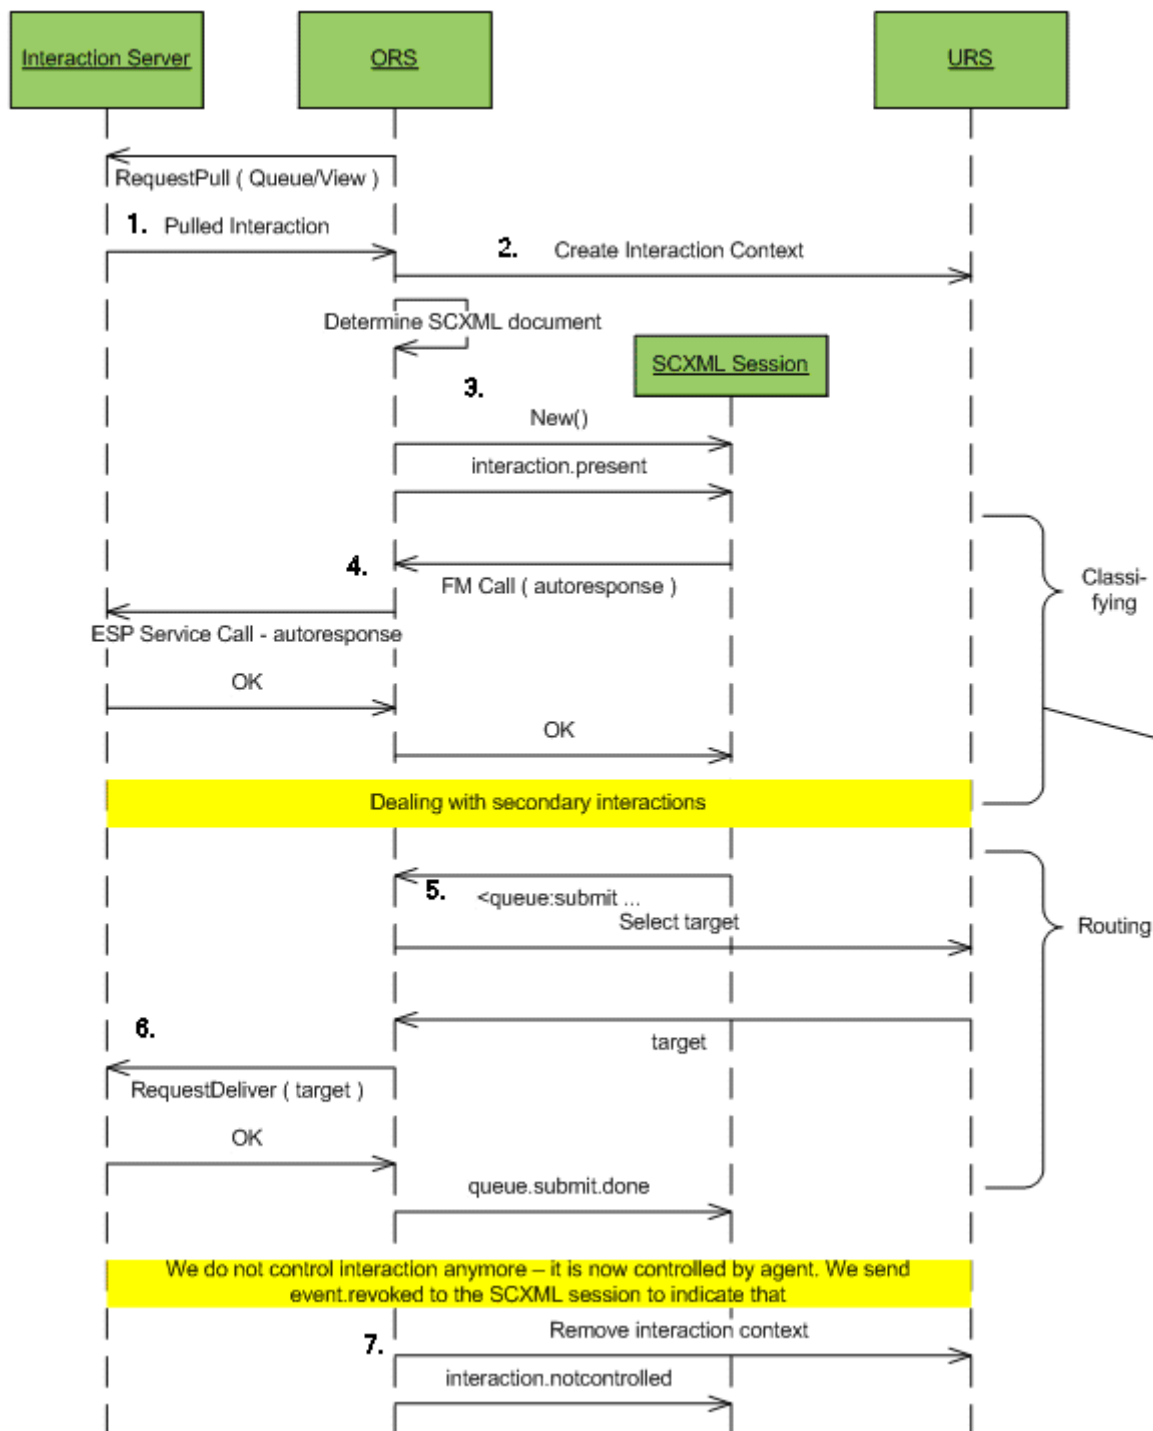 Interaction Server
ORS
URS
RequestPull ( Queue/View )
1. Pulled Interaction
2. Create Interaction Context
Determine SCXML document
SCXML Session
3.
New()
interaction.present
4.
FM Call ( autoresponse )
Classi-
fying
ESP Service Call - autoresponse
OK
OK
Dealing with secondary interactions
5.
<queue:submit ...
Select target
Routing
6.
target
RequestDeliver ( target )
OK
queue.submit.done
We do not control interaction anymore – it is now controlled by agent. We send
event.revoked to the SCXML session to indicate that
7.
Remove interaction context
interaction.notcontrolled